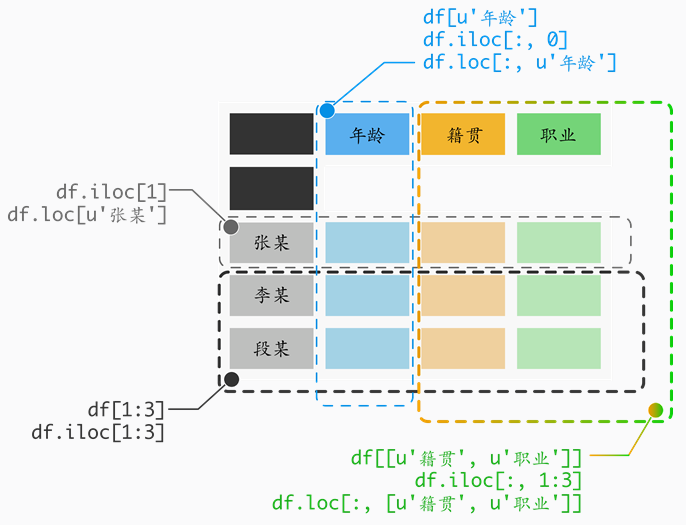 df[u'年龄']
df.iloc[:, 0]
df.loc[:, u'年龄']
年龄 籍贯 职业
df.iloc[1]
df.loc[u'张某']
张某
李某
段某
df[1:3]
df.iloc[1:3]
df[[u'籍贯', u'职业']]
df.iloc[:, 1:3]
df.loc[:, [u'籍贯', u'职业']]